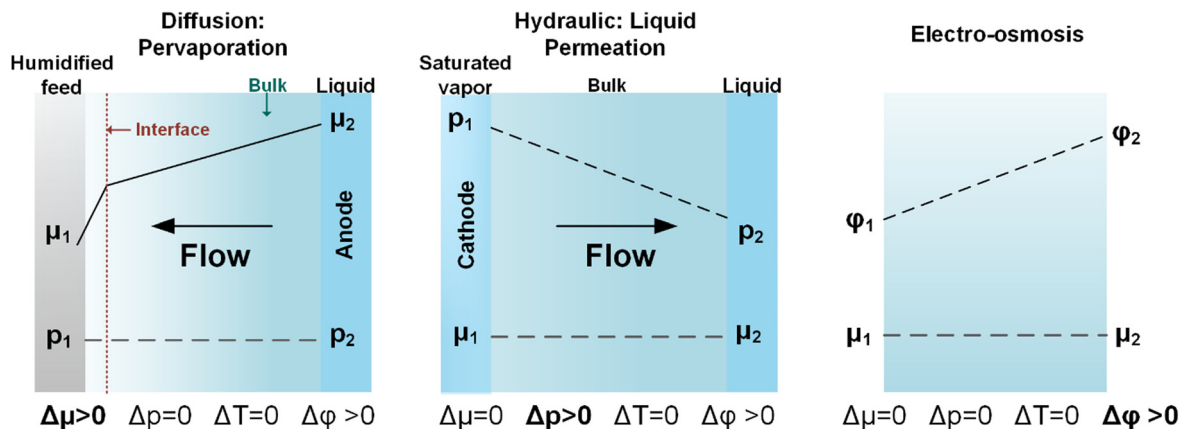 Diffusion:
Pervaporation
Humidified
feed
Bulk
Liquid
Interface
μ2
μ1
Anode
Flow
p1
p2
Δμ>0 Δp=0 ΔT=0 Δφ >0
Hydraulic: Liquid
Permeation
Saturated
vapor
Bulk
Liquid
p1
Cathode
Flow
p2
μ1
μ2
Δμ=0 Δp>0 ΔT=0 Δφ >0
Electro-osmosis
φ2
φ1
μ1
μ2
Δμ=0 Δp=0 ΔT=0 Δφ >0